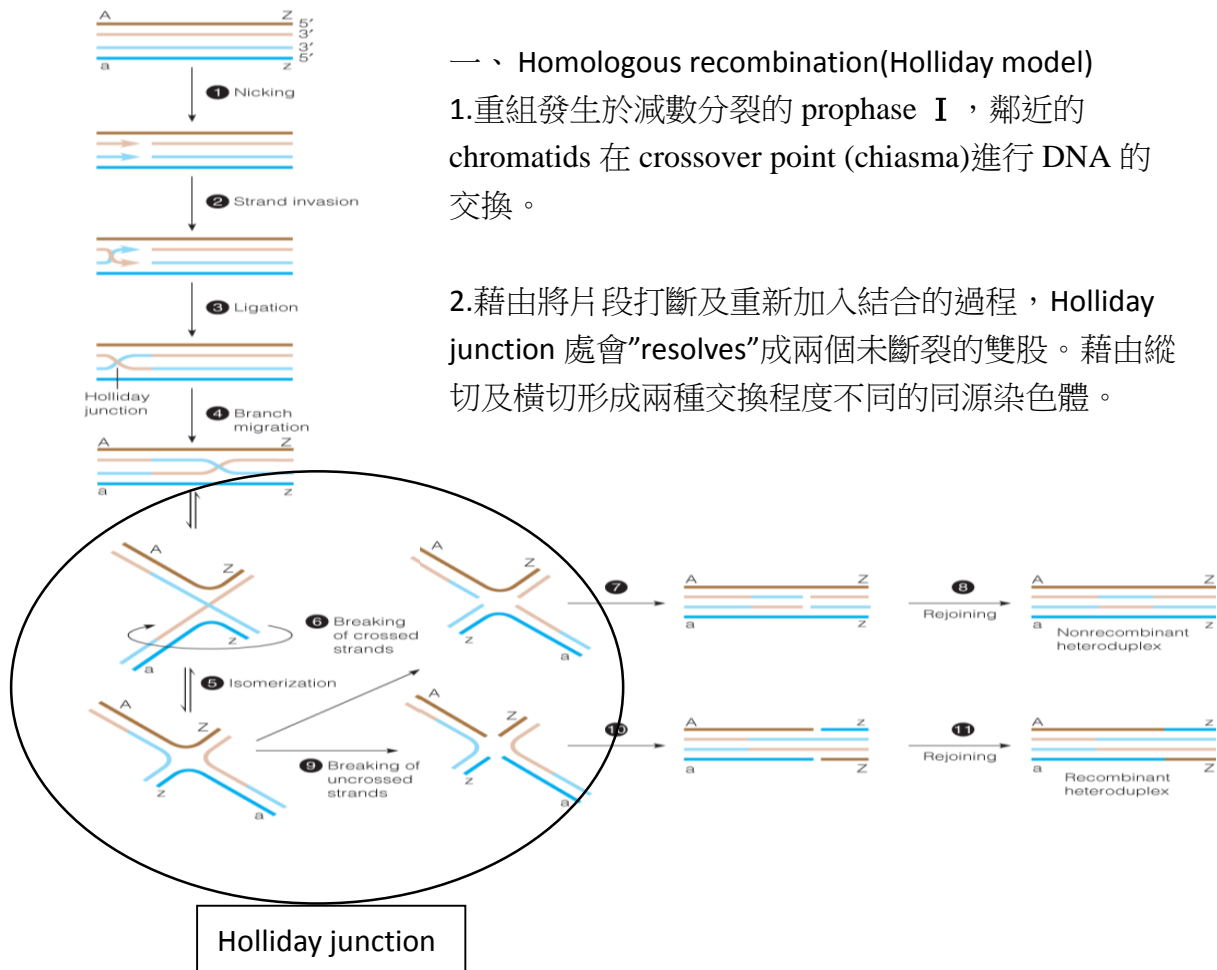 A Z
5′
3′
3′
5′
a z
1 Nicking
2 Strand invasion
3 Ligation
Holliday
junction
4 Branch
migration
A Z
a z
一、 Homologous recombination(Holliday model)
1.重組發生於減數分裂的 prophase Ⅰ，鄰近的
chromatids 在 crossover point (chiasma)進行 DNA 的
交換。
2.藉由將片段打斷及重新加入結合的過程，Holliday
junction 處會”resolves”成兩個未斷裂的雙股。藉由縱
切及橫切形成兩種交換程度不同的同源染色體。
A
Z
z
a
6 Breaking
of crossed
strands
5 Isomerization
A
Z
z
a
7
A Z
a z
8
Rejoining
A Z
a z
Nonrecombinant
heteroduplex
A
Z
z
a
9 Breaking of
uncrossed
strands
A
Z
z
a
10
A z
a Z
11
Rejoining
A z
a Z
Recombinant
heteroduplex
Holliday junction